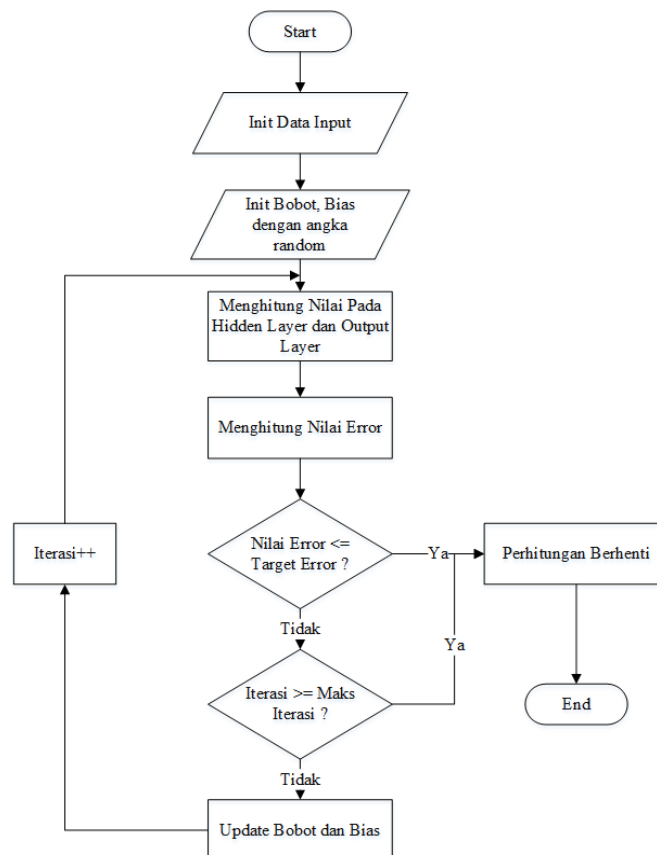 Start
Init Data Input
Init Bobot, Bias
dengan angka
random
Menghitung Nilai Pada
Hidden Layer dan Output
Layer
Menghitung Nilai Error
Nilai Error <=
Target Error ?
Ya
Perhitungan Berhenti
Iterasi++
Tidak
Ya
Iterasi >= Maks
Iterasi ?
End
Tidak
Update Bobot dan Bias